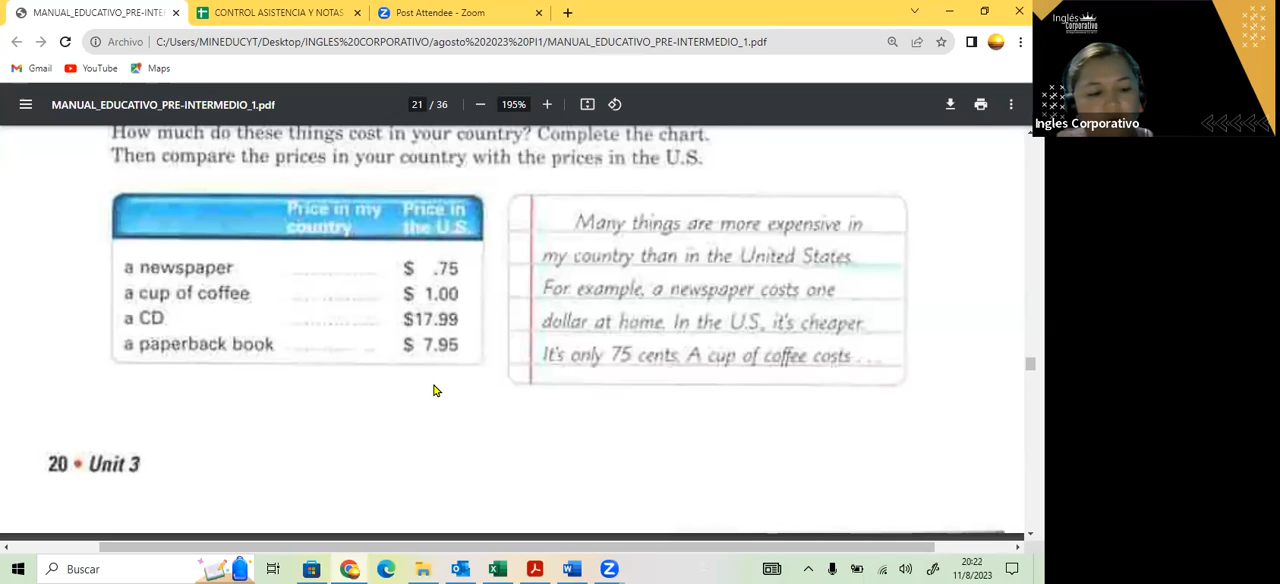 MANUAL_EDUCATIVO_PRE-INTE
CONTROL ASISTENCIA Y NOTAS
Post Attendee - Zoom
Archivo
C:/Users/MINEDUCYT/Desktop/INGLES%20CORPORATIVO/agosto%202023%20PI1/MANUAL_EDUCATIVO_PRE-INTERMEDIO_1.pdf
Gmail
YouTube
Maps
MANUAL_EDUCATIVO_PRE-INTERMEDIO_1.pdf
21 / 36
195%
Inglés
Corporativo
Ingles Corporativo
How much do these things cost in your country? Complete the chart.
Then compare the prices in your country with the prices in the U.S.
Price in my country
Price in the U.S.
a newspaper ............ $ .75
a cup of coffee ............ $ 1.00
a CD ............ $17.99
a paperback book ............ $ 7.95
Many things are more expensive in
my country than in the United States.
For example, a newspaper costs one
dollar at home. In the U.S., it's cheaper.
It's only 75 cents. A cup of coffee costs . . .
20 • Unit 3
Buscar
20:22
11/8/2023